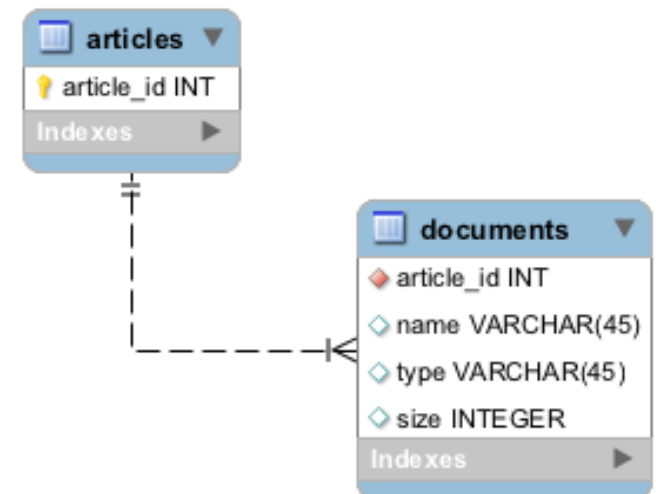 articles
article_id INT
Indexes
documents
article_id INT
name VARCHAR(45)
type VARCHAR(45)
size INTEGER
Indexes